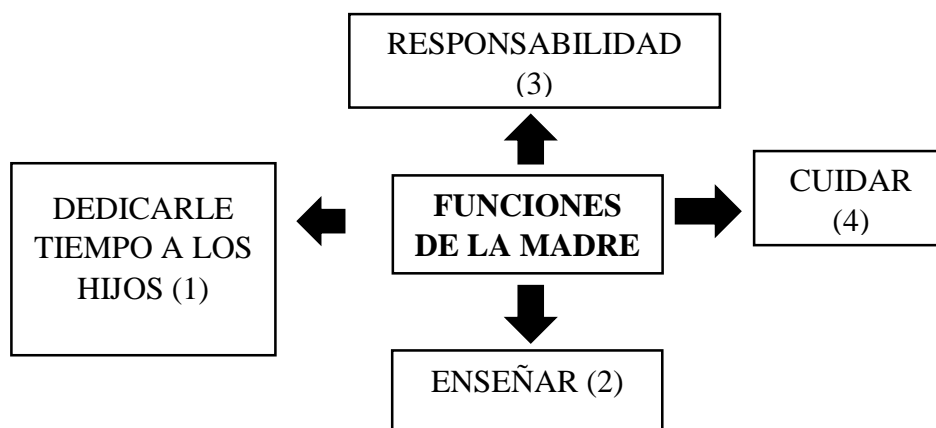 RESPONSABILIDAD
(3)
DEDICARLE
TIEMPO A LOS
HIJOS (1)
FUNCIONES
DE LA MADRE
CUIDAR
(4)
ENSEÑAR (2)